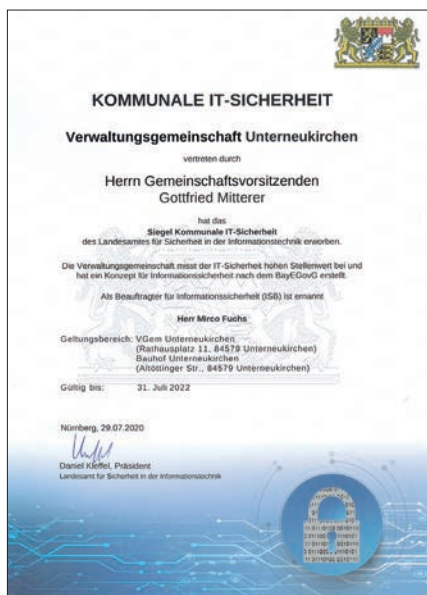 KOMMUNALE IT-SICHERHEIT
Verwaltungsgemeinschaft Unterneukirchen
vertreten durch
Herrn Gemeinschaftsvorsitzenden
Gottfried Mitterer
hat das
Siegel Kommunale IT-Sicherheit
des Landesamtes für Sicherheit in der Informationstechnik erworben.
Die Verwaltungsgemeinschaft misst der IT-Sicherheit hohen Stellenwert bei und
hat ein Konzept für Informationssicherheit nach dem BayEGovG erstellt.
Als Beauftragter für Informationssicherheit (ISB) ist ernannt
Herr Mirco Fuchs
Geltungsbereich: VGem Unterneukirchen
(Rathausplatz 11, 84579 Unterneukirchen)
Bauhof Unterneukirchen
(Altöttinger Str., 84579 Unterneukirchen)
Gültig bis: 31. Juli 2022
Nürnberg, 29.07.2020
Daniel Kleffel, Präsident
Landesamt für Sicherheit in der Informationstechnik